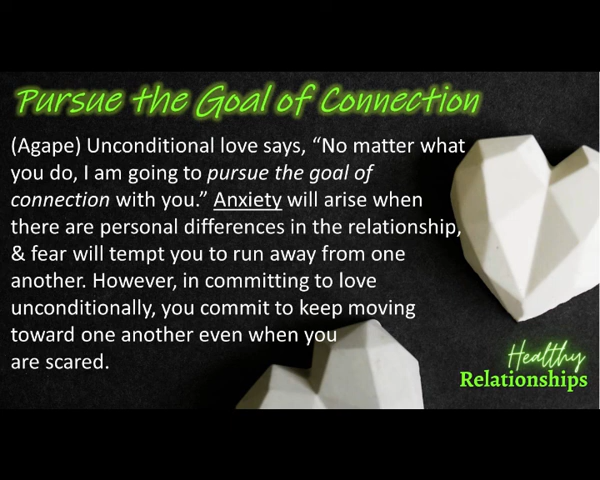 Pursue the Goal of Connection
(Agape) Unconditional love says, “No matter what
you do, I am going to pursue the goal of
connection with you.” Anxiety will arise when
there are personal differences in the relationship,
& fear will tempt you to run away from one
another. However, in committing to love
unconditionally, you commit to keep moving
toward one another even when you
are scared.
Healthy
Relationships